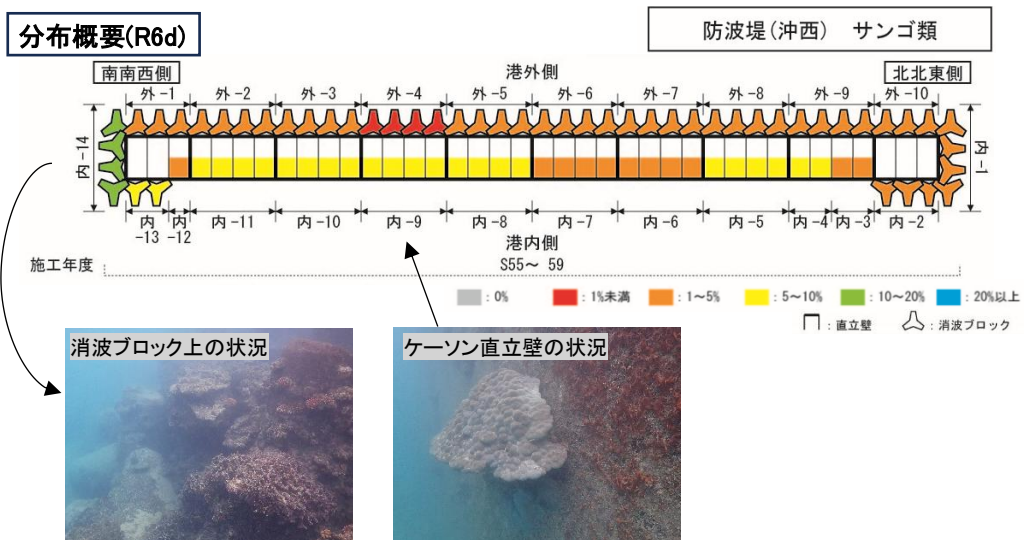 分布概要(R6d)
防波堤(沖西)　サンゴ類
南南西側
港外側
北北東側
外-1 外-2 外-3 外-4 外-5 外-6 外-7 外-8 外-9 外-10
内-14
内-1
内-13 内-12 内-11 内-10 内-9 内-8 内-7 内-6 内-5 内-4 内-3 内-2
港内側
施工年度
S55～ 59
：0% ：1%未満 ：1～5% ：5～10% ：10～20% ：20%以上
：直立壁 ：消波ブロック
消波ブロック上の状況
ケーソン直立壁の状況